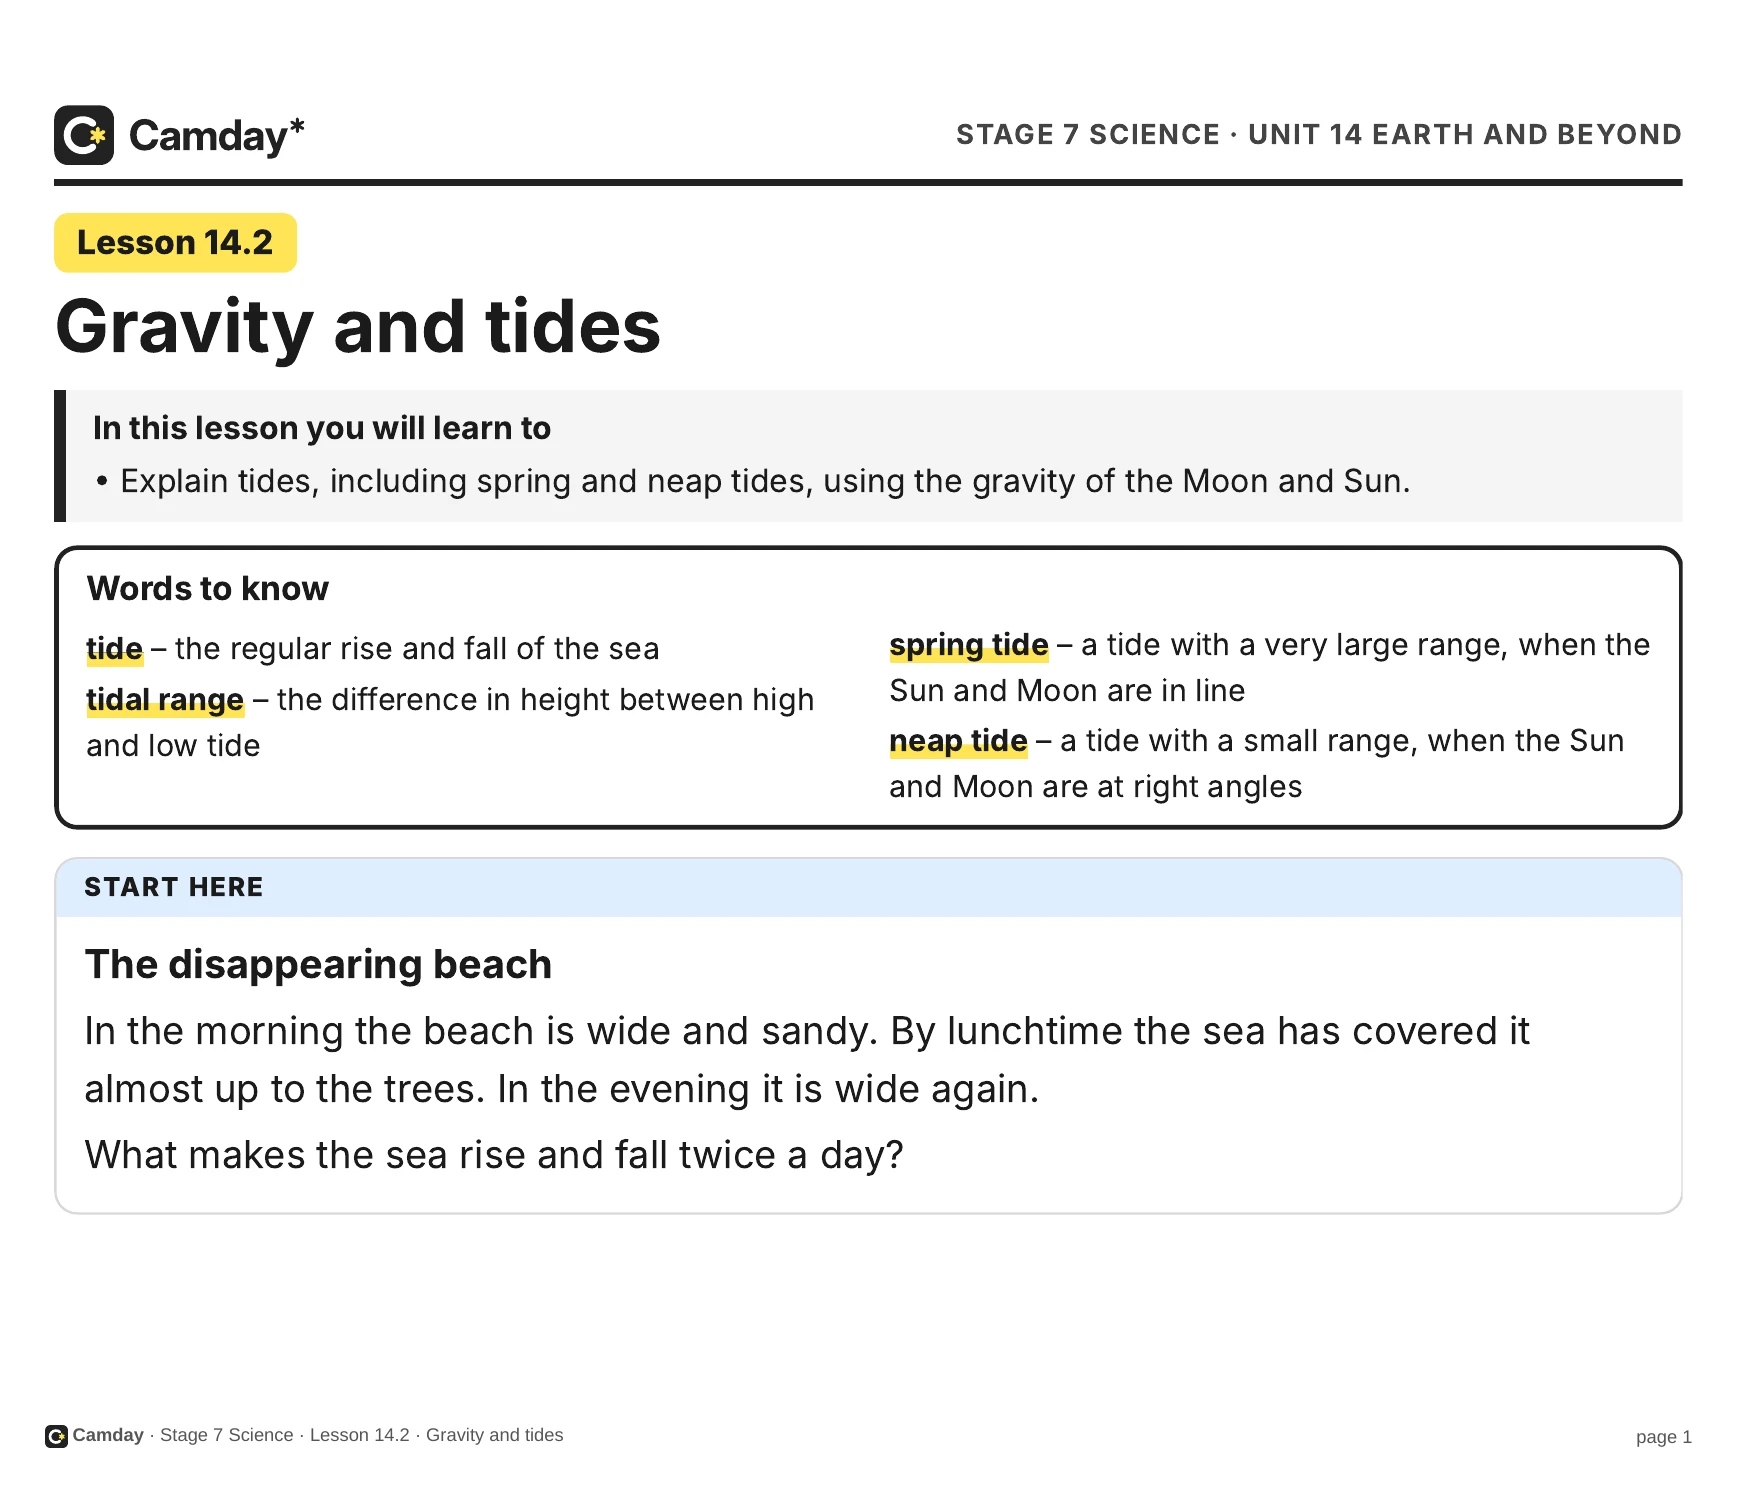 Camday*
STAGE 7 SCIENCE · UNIT 14 EARTH AND BEYOND
Lesson 14.2
Gravity and tides
In this lesson you will learn to
• Explain tides, including spring and neap tides, using the gravity of the Moon and Sun.
Words to know
tide – the regular rise and fall of the sea
tidal range – the difference in height between high
and low tide
spring tide – a tide with a very large range, when the
Sun and Moon are in line
neap tide – a tide with a small range, when the Sun
and Moon are at right angles
START HERE
The disappearing beach
In the morning the beach is wide and sandy. By lunchtime the sea has covered it
almost up to the trees. In the evening it is wide again.
What makes the sea rise and fall twice a day?
Camday · Stage 7 Science · Lesson 14.2 · Gravity and tides
page 1